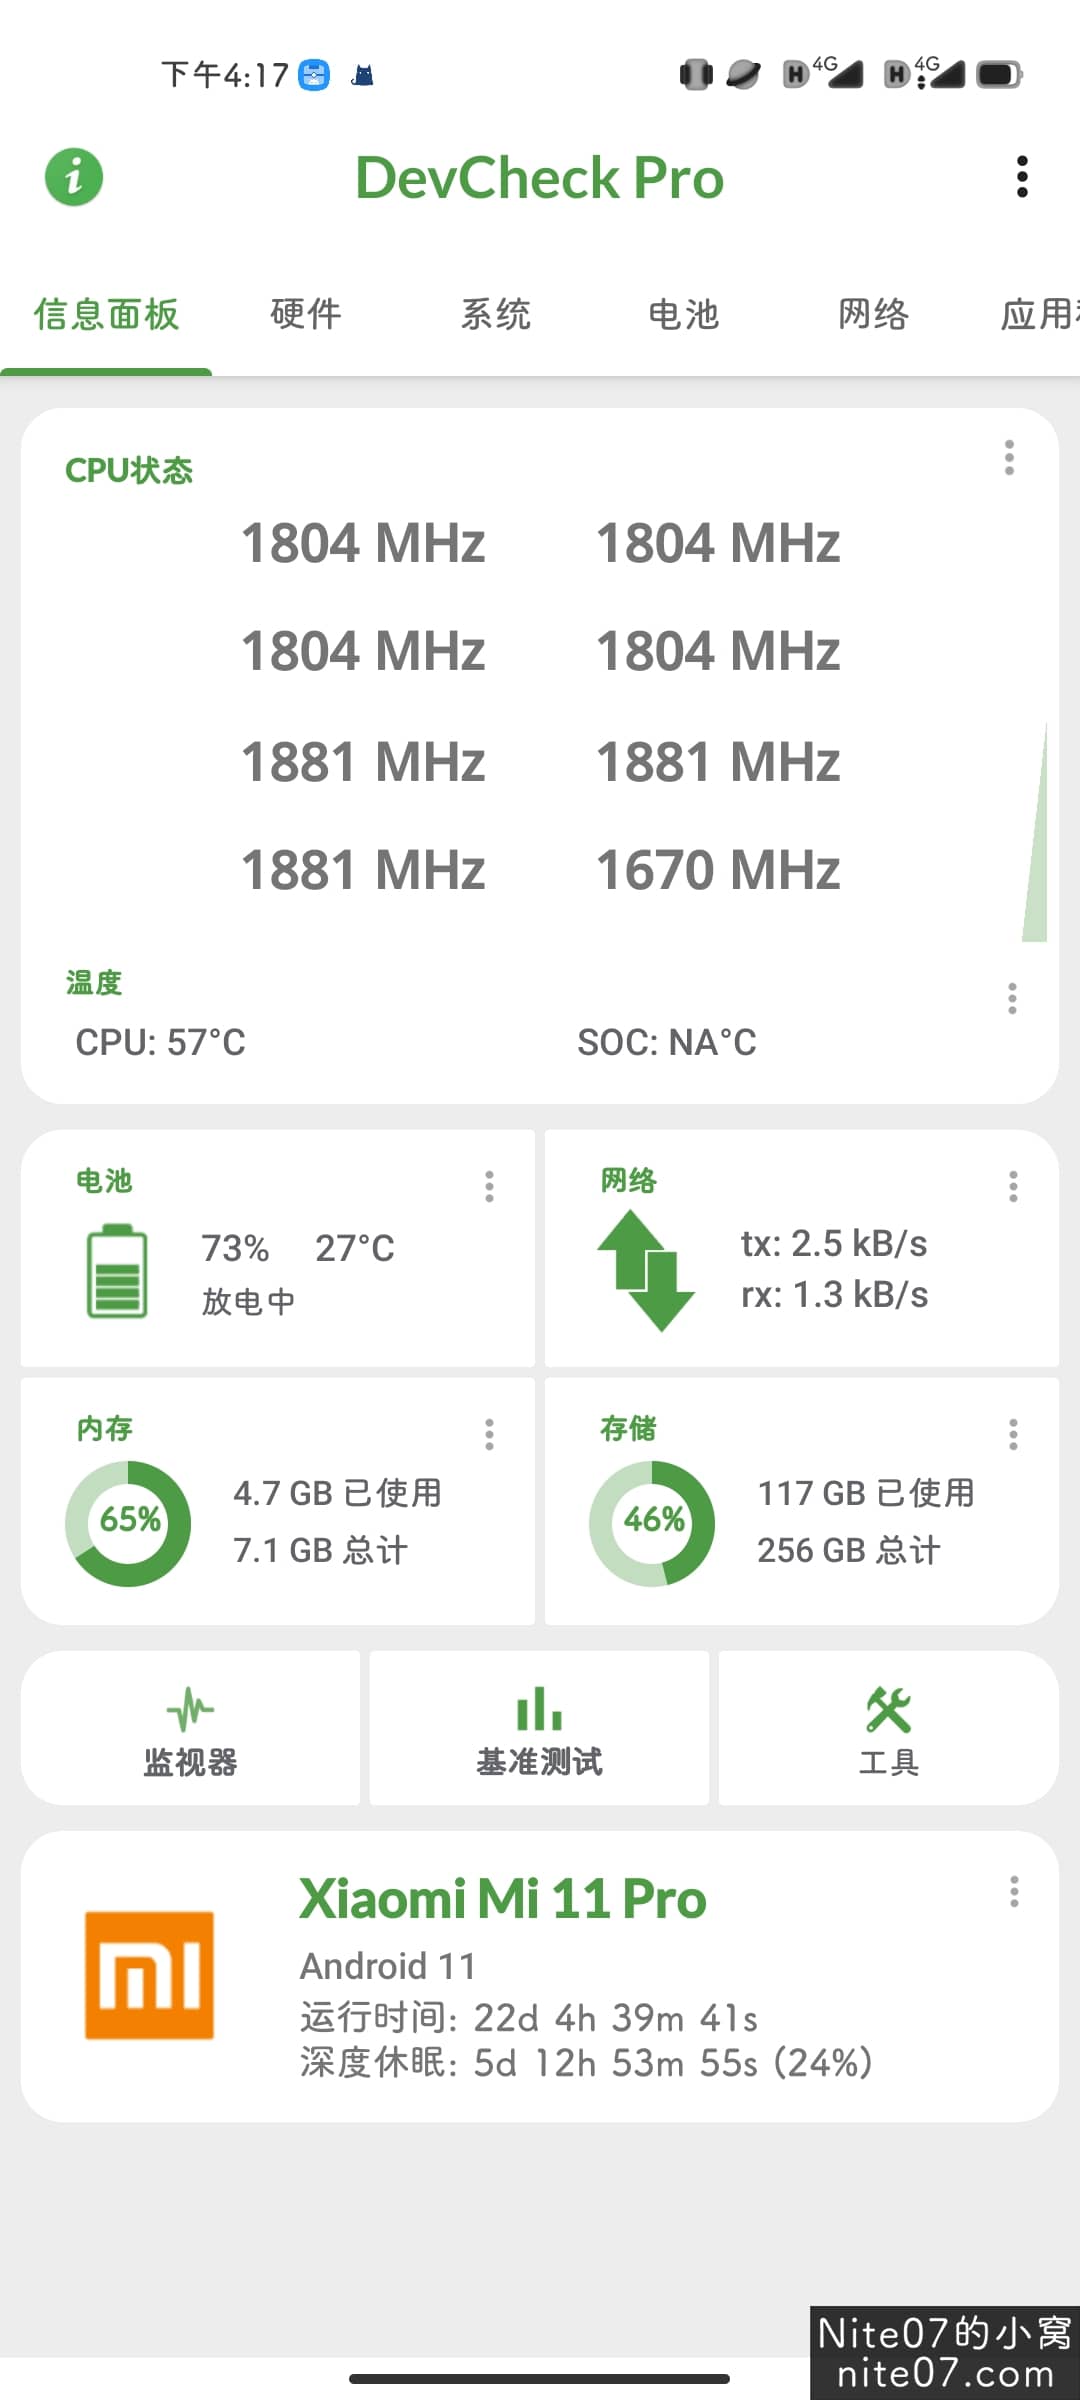 下午4:17
4G
4G
DevCheck Pro
信息面板 硬件 系统 电池 网络 应用
CPU状态
1804 MHz 1804 MHz
1804 MHz 1804 MHz
1881 MHz 1881 MHz
1881 MHz 1670 MHz
温度
CPU: 57°C SOC: NA°C
电池
73% 27°C
放电中
网络
tx: 2.5 kB/s
rx: 1.3 kB/s
内存
65%
4.7 GB 已使用
7.1 GB 总计
存储
46%
117 GB 已使用
256 GB 总计
监视器
基准测试
工具
Xiaomi Mi 11 Pro
Android 11
运行时间: 22d 4h 39m 41s
深度休眠: 5d 12h 53m 55s (24%)
Nite07的小窝
nite07.com